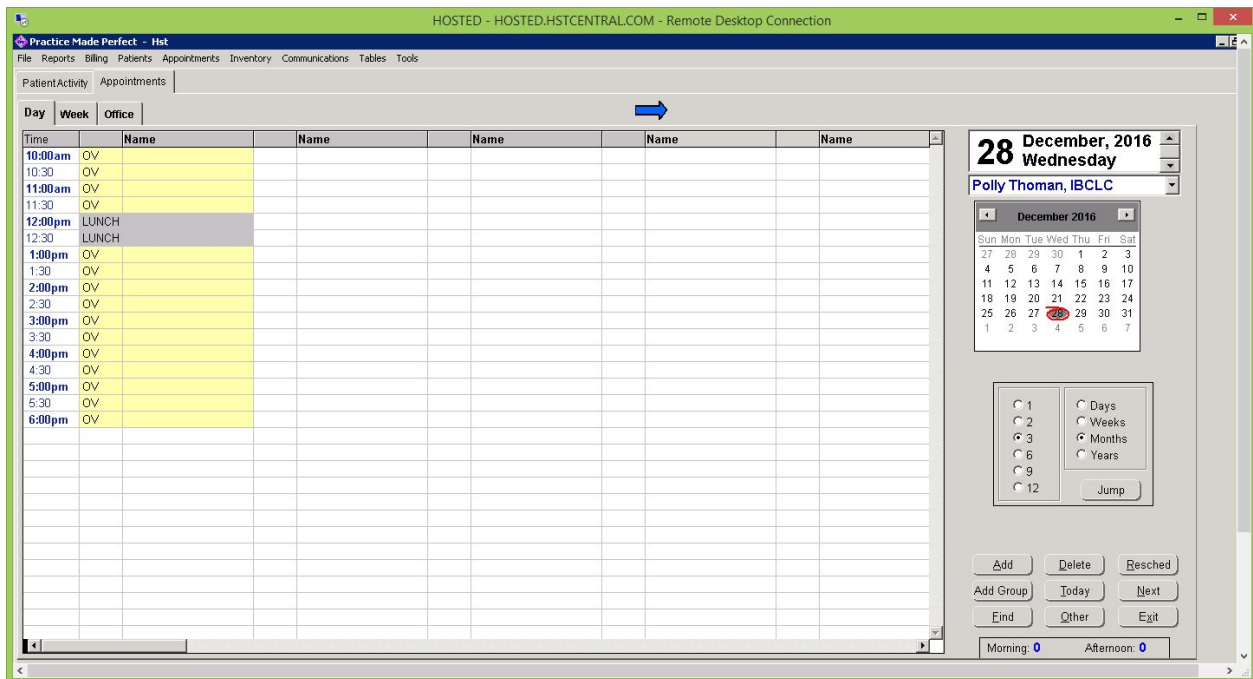 HOSTED - HOSTED.HSTCENTRAL.COM - Remote Desktop Connection
Practice Made Perfect - Hst
File Reports Billing Patients Appointments Inventory Communications Tables Tools
PatientActivity Appointments
Day Week Office
Time Name Name Name Name Name
10:00am OV
10:30 OV
11:00am OV
11:30 OV
12:00pm LUNCH
12:30 LUNCH
1:00pm OV
1:30 OV
2:00pm OV
2:30 OV
3:00pm OV
3:30 OV
4:00pm OV
4:30 OV
5:00pm OV
5:30 OV
6:00pm OV
28 December, 2016
Wednesday
Polly Thoman, IBCLC
December 2016
Sun Mon Tue Wed Thu Fri Sat
27 28 29 30 1 2 3
4 5 6 7 8 9 10
11 12 13 14 15 16 17
18 19 20 21 22 23 24
25 26 27 28 29 30 31
1 2 3 4 5 6 7
1 Days
2 Weeks
3 Months
6 Years
9
12 Jump
Add Delete Resched
Add Group Today Next
Find Other Exit
Morning: 0 Afternoon: 0